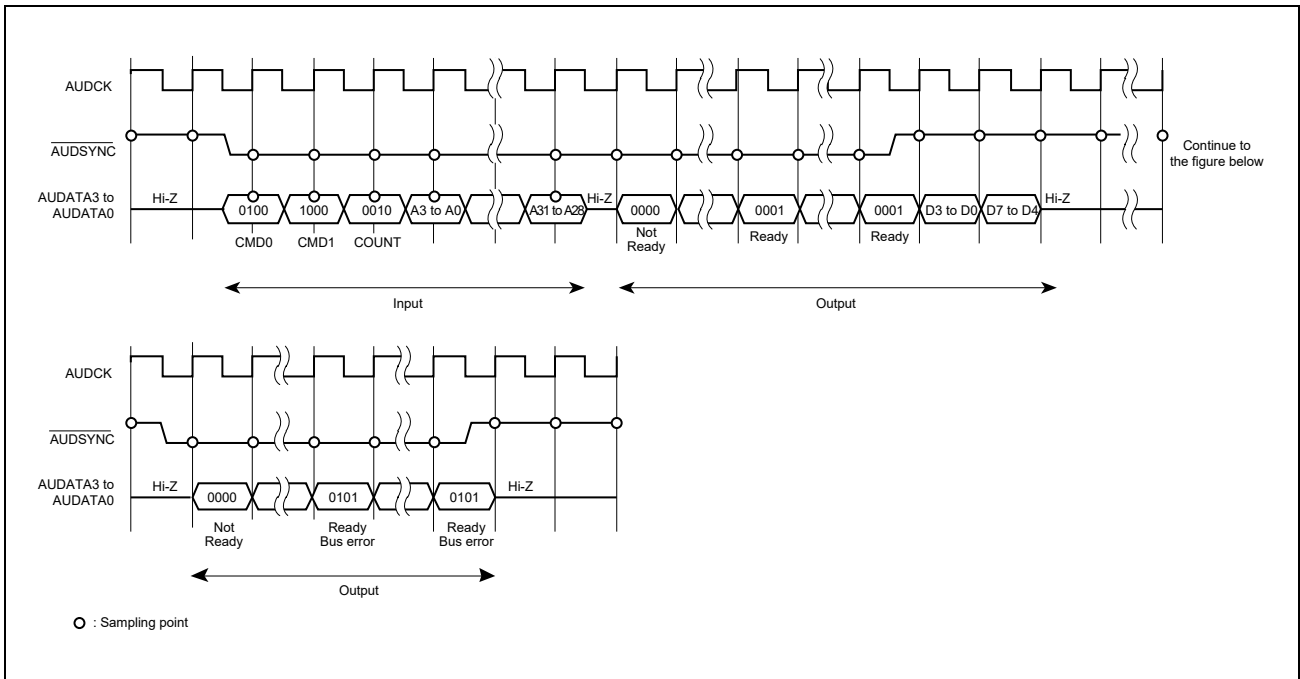 AUDCK
AUDSYNC
Continue to
the figure below
AUDATA3 to
AUDATA0
Hi-Z
0100
1000
0010
A3 to A0
A31 to A28
Hi-Z
0000
0001
0001
D3 to D0
D7 to D4
Hi-Z
CMD0
CMD1
COUNT
Not
Ready
Ready
Ready
Input
Output
AUDCK
AUDSYNC
AUDATA3 to
AUDATA0
Hi-Z
0000
0101
0101
Hi-Z
Not
Ready
Ready
Bus error
Ready
Bus error
Output
: Sampling point